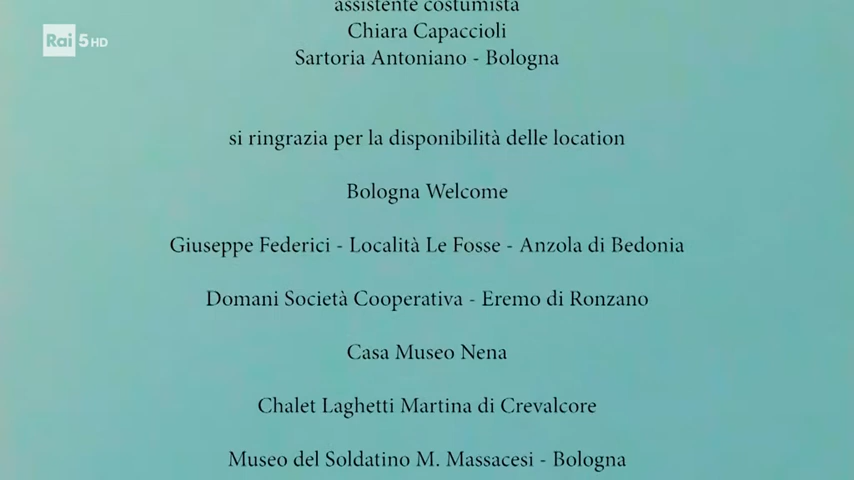 assistente costumista
Rai 5 HD
Chiara Capaccioli
Sartoria Antoniano - Bologna
si ringrazia per la disponibilità delle location
Bologna Welcome
Giuseppe Federici - Località Le Fosse - Anzola di Bedonia
Domani Società Cooperativa - Eremo di Ronzano
Casa Museo Nena
Chalet Laghetti Martina di Crevalcore
Museo del Soldatino M. Massacesi - Bologna